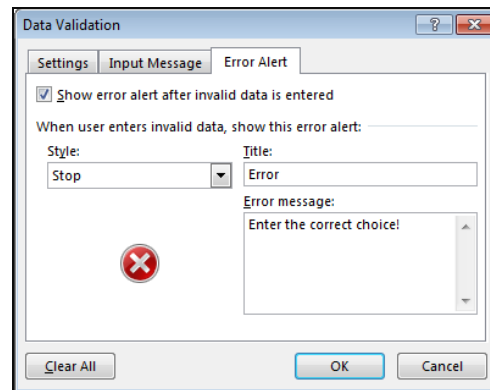 Data Validation
Settings Input Message Error Alert
Show error alert after invalid data is entered
When user enters invalid data, show this error alert:
Style: Title:
Stop Error
Error message:
Enter the correct choice!
Clear All OK Cancel